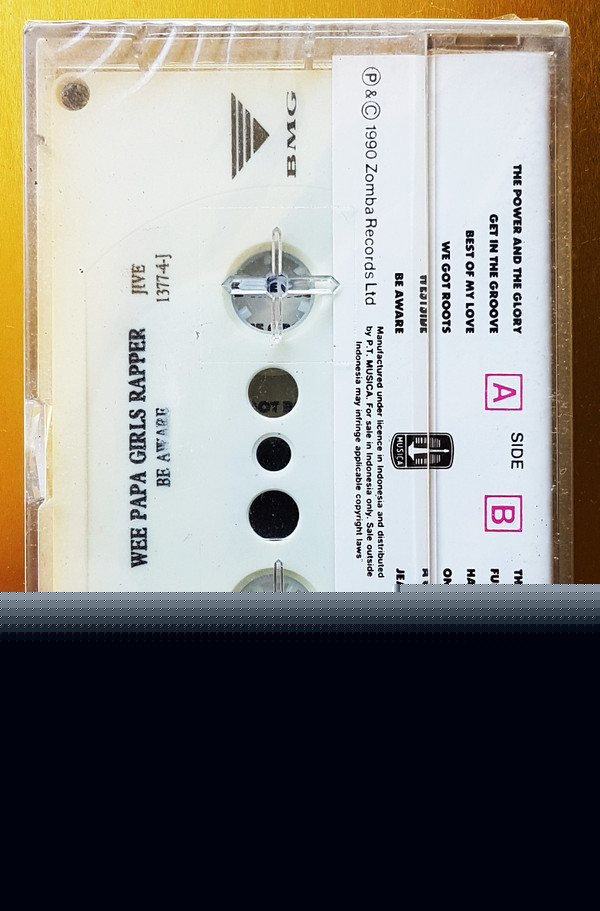 THE POWER AND THE GLORY
GET IN THE GROOVE
BEST OF MY LOVE
WE GOT ROOTS
WESTSIDE
BE AWARE
A
SIDE
B
MUSICA
Manufactured under licence in Indonesia and distributed
by P.T. MUSICA. For sale in Indonesia only. Sale outside
Indonesia may infringe applicable copyright laws
Ⓟ & © 1990 Zomba Records Ltd
BMG
JIVE
1377-4-J
WEE PAPA GIRLS RAPPER
BE AWARE